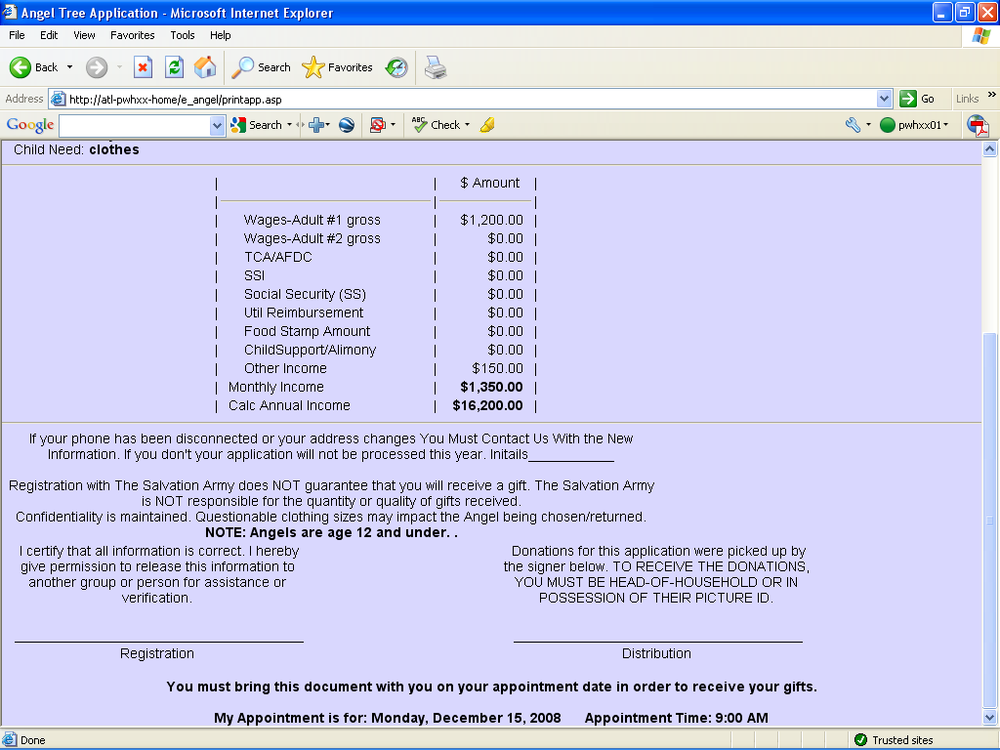 Angel Tree Application - Microsoft Internet Explorer
File Edit View Favorites Tools Help
Back Search Favorites
Address http://atl-pwhxx-home/e_angel/printapp.asp Go Links »
Google Search ABC Check pwhxx01
Child Need: clothes
| | $ Amount |
| Wages-Adult #1 gross | $1,200.00 |
| Wages-Adult #2 gross | $0.00 |
| TCA/AFDC | $0.00 |
| SSI | $0.00 |
| Social Security (SS) | $0.00 |
| Util Reimbursement | $0.00 |
| Food Stamp Amount | $0.00 |
| ChildSupport/Alimony | $0.00 |
| Other Income | $150.00 |
| Monthly Income | $1,350.00 |
| Calc Annual Income | $16,200.00 |
If your phone has been disconnected or your address changes You Must Contact Us With the New
Information. If you don't your application will not be processed this year. Initails____________
Registration with The Salvation Army does NOT guarantee that you will receive a gift. The Salvation Army
is NOT responsible for the quantity or quality of gifts received.
Confidentiality is maintained. Questionable clothing sizes may impact the Angel being chosen/returned.
NOTE: Angels are age 12 and under. .
I certify that all information is correct. I hereby
give permission to release this information to
another group or person for assistance or
verification.
Registration
Donations for this application were picked up by
the signer below. TO RECEIVE THE DONATIONS,
YOU MUST BE HEAD-OF-HOUSEHOLD OR IN
POSSESSION OF THEIR PICTURE ID.
Distribution
You must bring this document with you on your appointment date in order to receive your gifts.
My Appointment is for: Monday, December 15, 2008 Appointment Time: 9:00 AM
Done Trusted sites